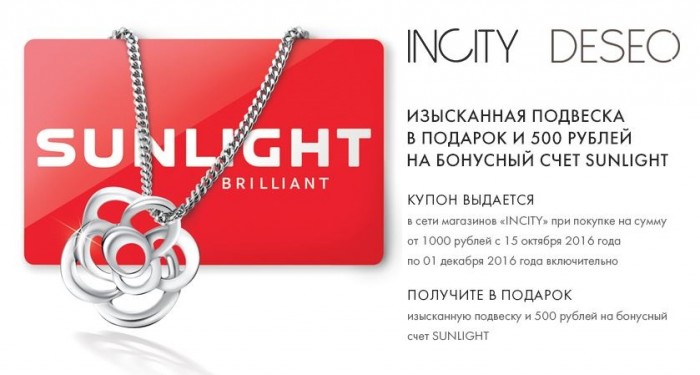 SUNLIGHT
BRILLIANT
INCITY DESEO
ИЗЫСКАННАЯ ПОДВЕСКА
В ПОДАРОК И 500 РУБЛЕЙ
НА БОНУСНЫЙ СЧЕТ SUNLIGHT
КУПОН ВЫДАЕТСЯ
в сети магазинов «INCITY» при покупке на сумму
от 1000 рублей с 15 октября 2016 года
по 01 декабря 2016 года включительно
ПОЛУЧИТЕ В ПОДАРОК
изысканную подвеску и 500 рублей на бонусный
счет SUNLIGHT